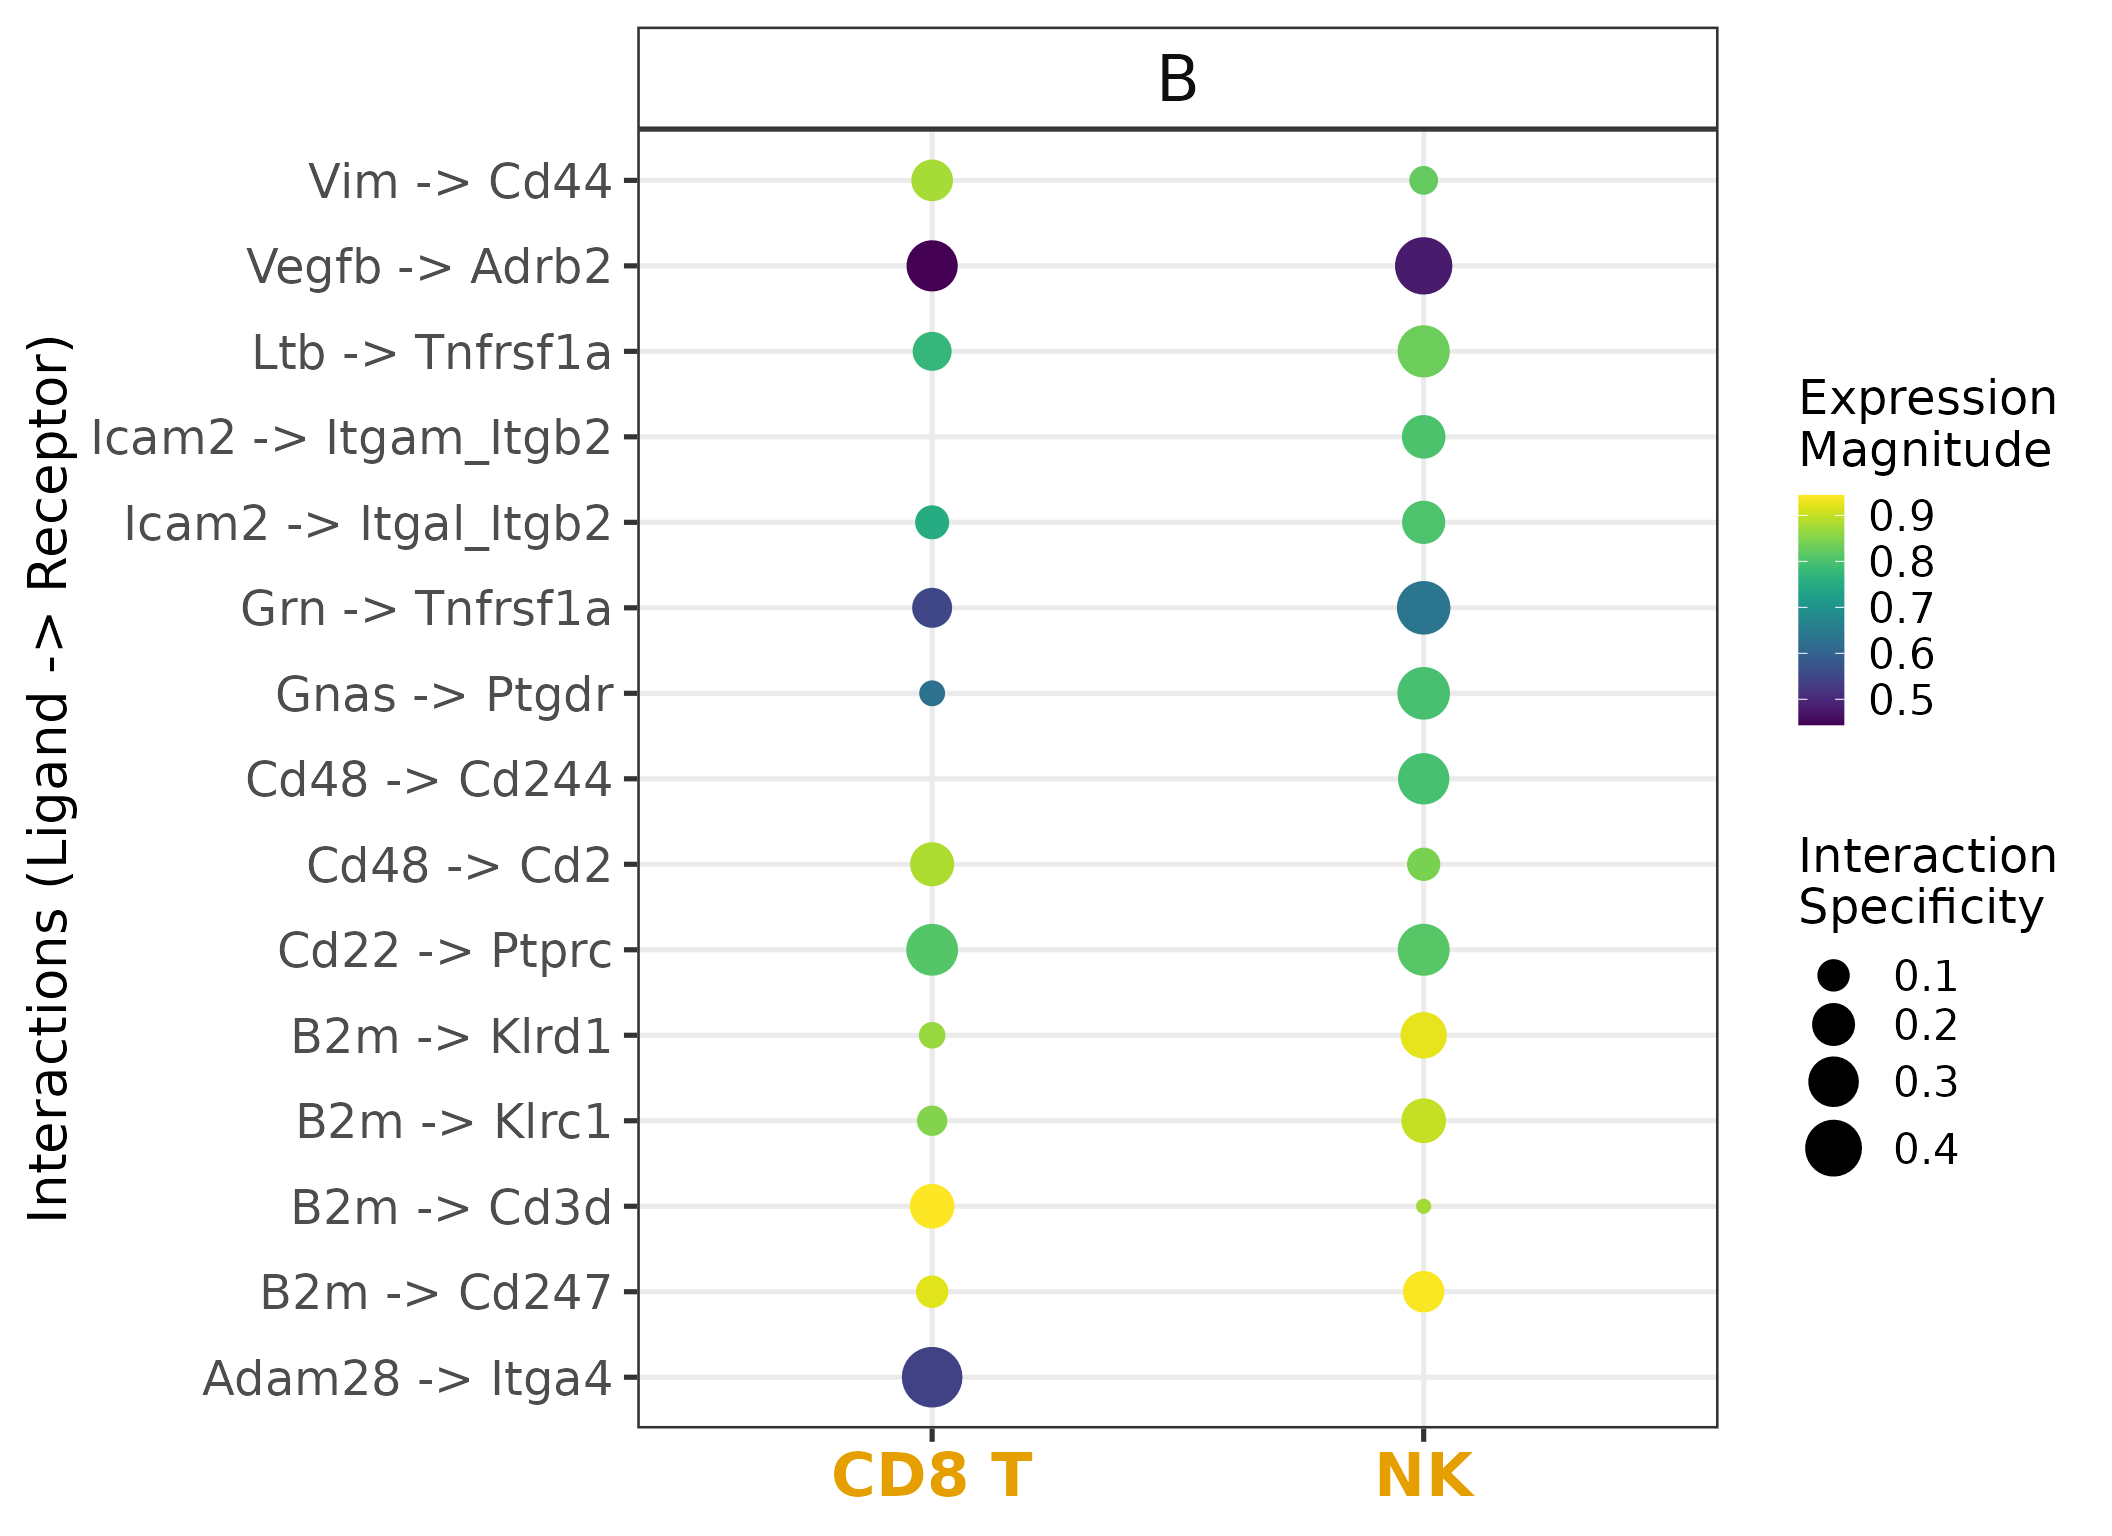 B
Vim -> Cd44
Vegfb -> Adrb2
Ltb -> Tnfrsf1a
Icam2 -> Itgam_Itgb2
Icam2 -> Itgal_Itgb2
Grn -> Tnfrsf1a
Gnas -> Ptgdr
Cd48 -> Cd244
Cd48 -> Cd2
Cd22 -> Ptprc
B2m -> Klrd1
B2m -> Klrc1
B2m -> Cd3d
B2m -> Cd247
Adam28 -> Itga4
Interactions (Ligand -> Receptor)
CD8 T
NK
Expression
Magnitude
0.9
0.8
0.7
0.6
0.5
Interaction
Specificity
0.1
0.2
0.3
0.4